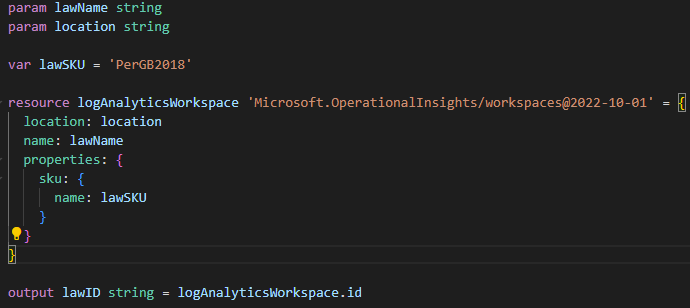 param lawName string
param location string

var lawSKU = 'PerGB2018'

resource logAnalyticsWorkspace 'Microsoft.OperationalInsights/workspaces@2022-10-01' = {
  location: location
  name: lawName
  properties: {
    sku: {
      name: lawSKU
    }
  }
}

output lawID string = logAnalyticsWorkspace.id